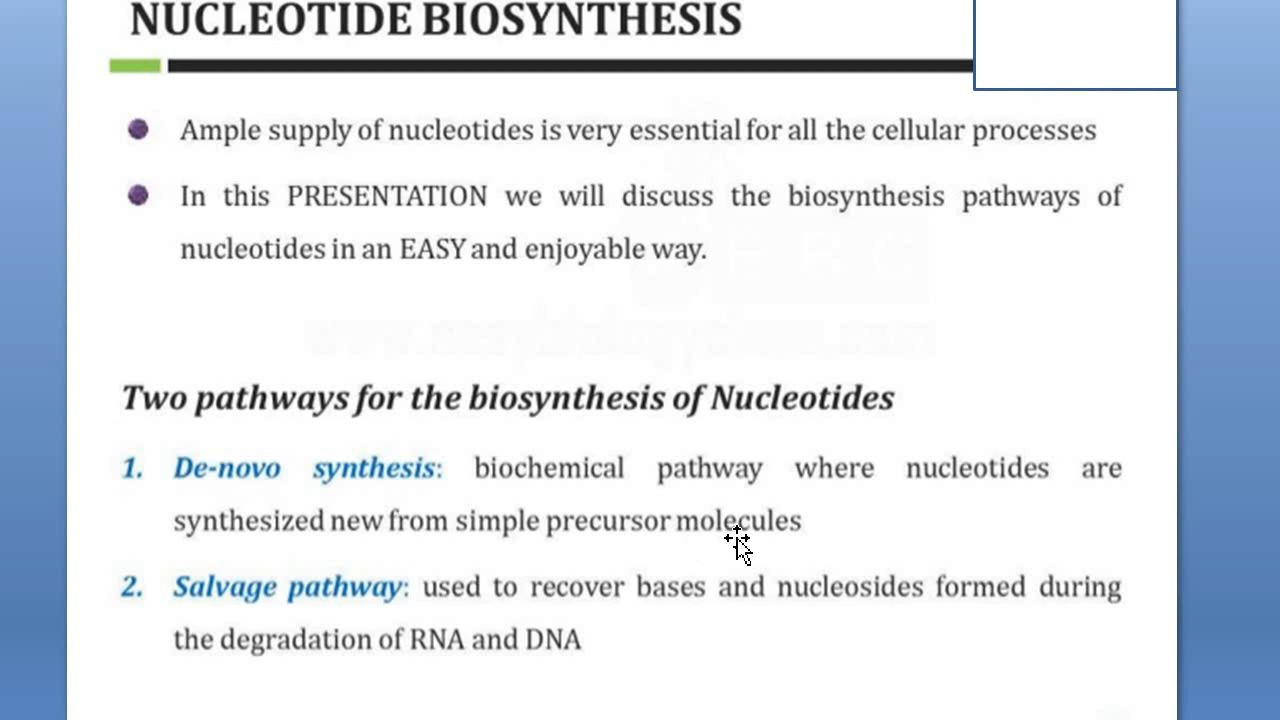 NUCLEOTIDE BIOSYNTHESIS
Ample supply of nucleotides is very essential for all the cellular processes
In this PRESENTATION we will discuss the biosynthesis pathways of
nucleotides in an EASY and enjoyable way.
Two pathways for the biosynthesis of Nucleotides
1. De-novo synthesis: biochemical pathway where nucleotides are
synthesized new from simple precursor molecules
2. Salvage pathway: used to recover bases and nucleosides formed during
the degradation of RNA and DNA